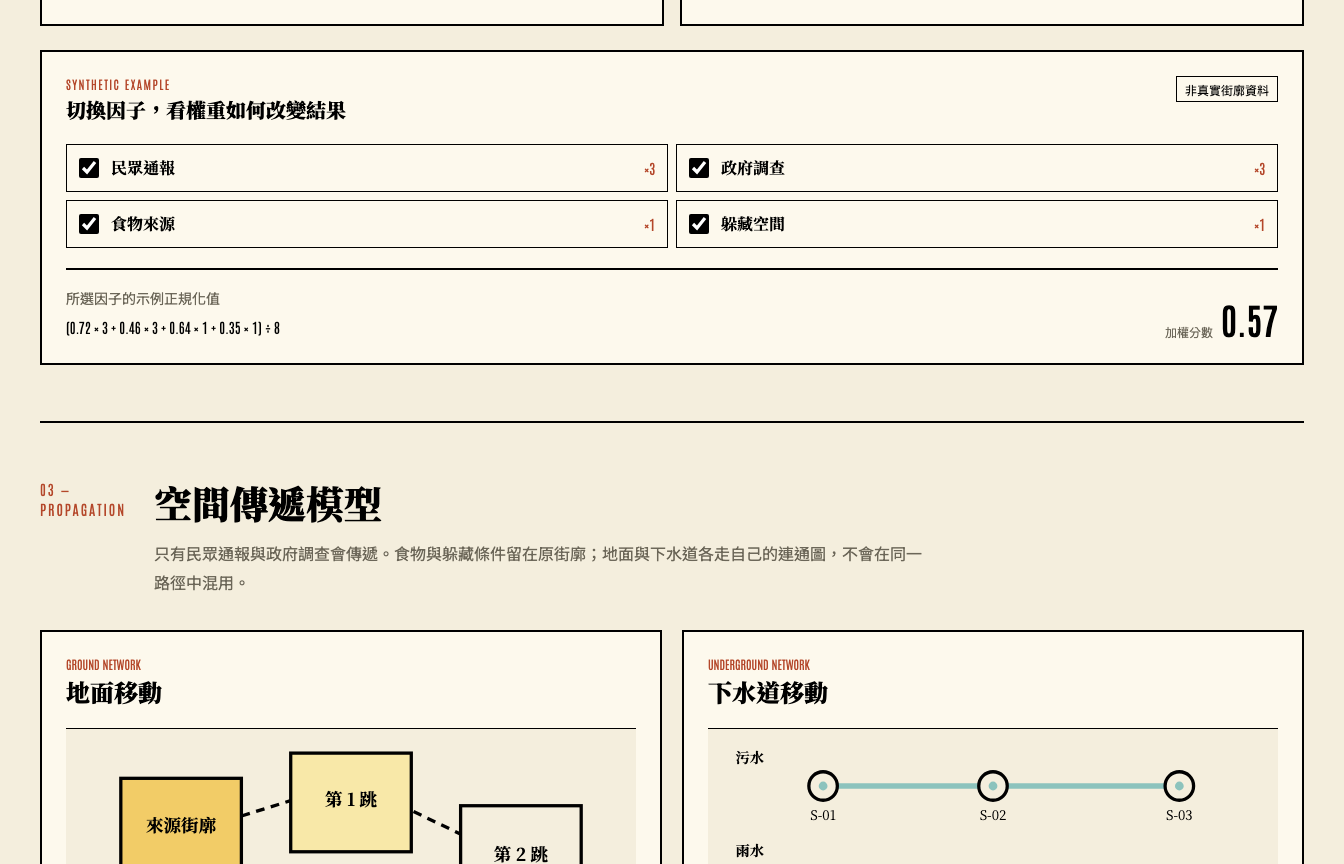 SYNTHETIC EXAMPLE
切換因子，看權重如何改變結果
非真實街廓資料
民眾通報 ×3
政府調查 ×3
食物來源 ×1
躲藏空間 ×1
所選因子的示例正規化值
(0.72 × 3 + 0.46 × 3 + 0.64 × 1 + 0.35 × 1) ÷ 8
加權分數 0.57
03 — PROPAGATION
空間傳遞模型
只有民眾通報與政府調查會傳遞。食物與躲藏條件留在原街廓；地面與下水道各走自己的連通圖，不會在同一
路徑中混用。
GROUND NETWORK
地面移動
來源街廓
第 1 跳
第 2 跳
UNDERGROUND NETWORK
下水道移動
污水
S-01
S-02
S-03
雨水